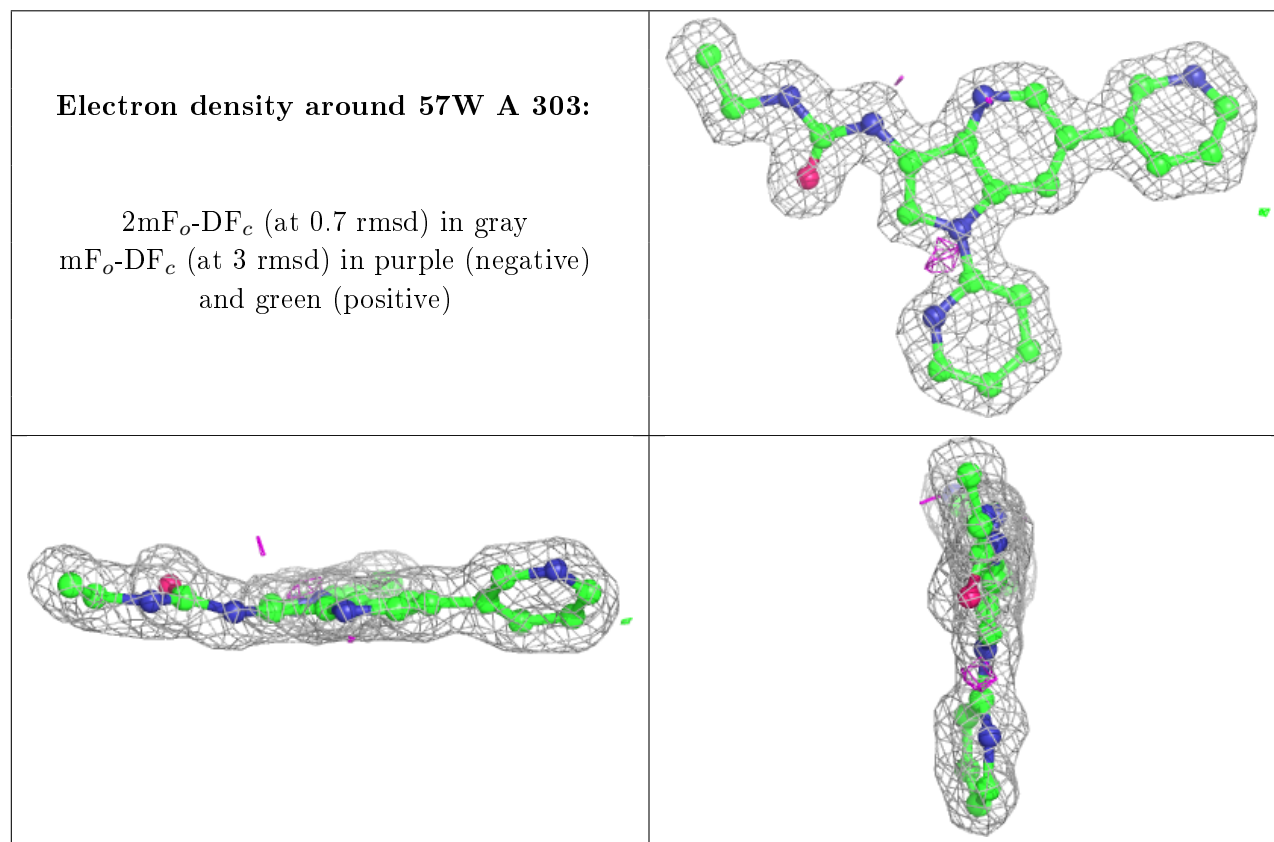 Electron density around 57W A 303:
2mFo-DFc (at 0.7 rmsd) in gray
mFo-DFc (at 3 rmsd) in purple (negative)
and green (positive)